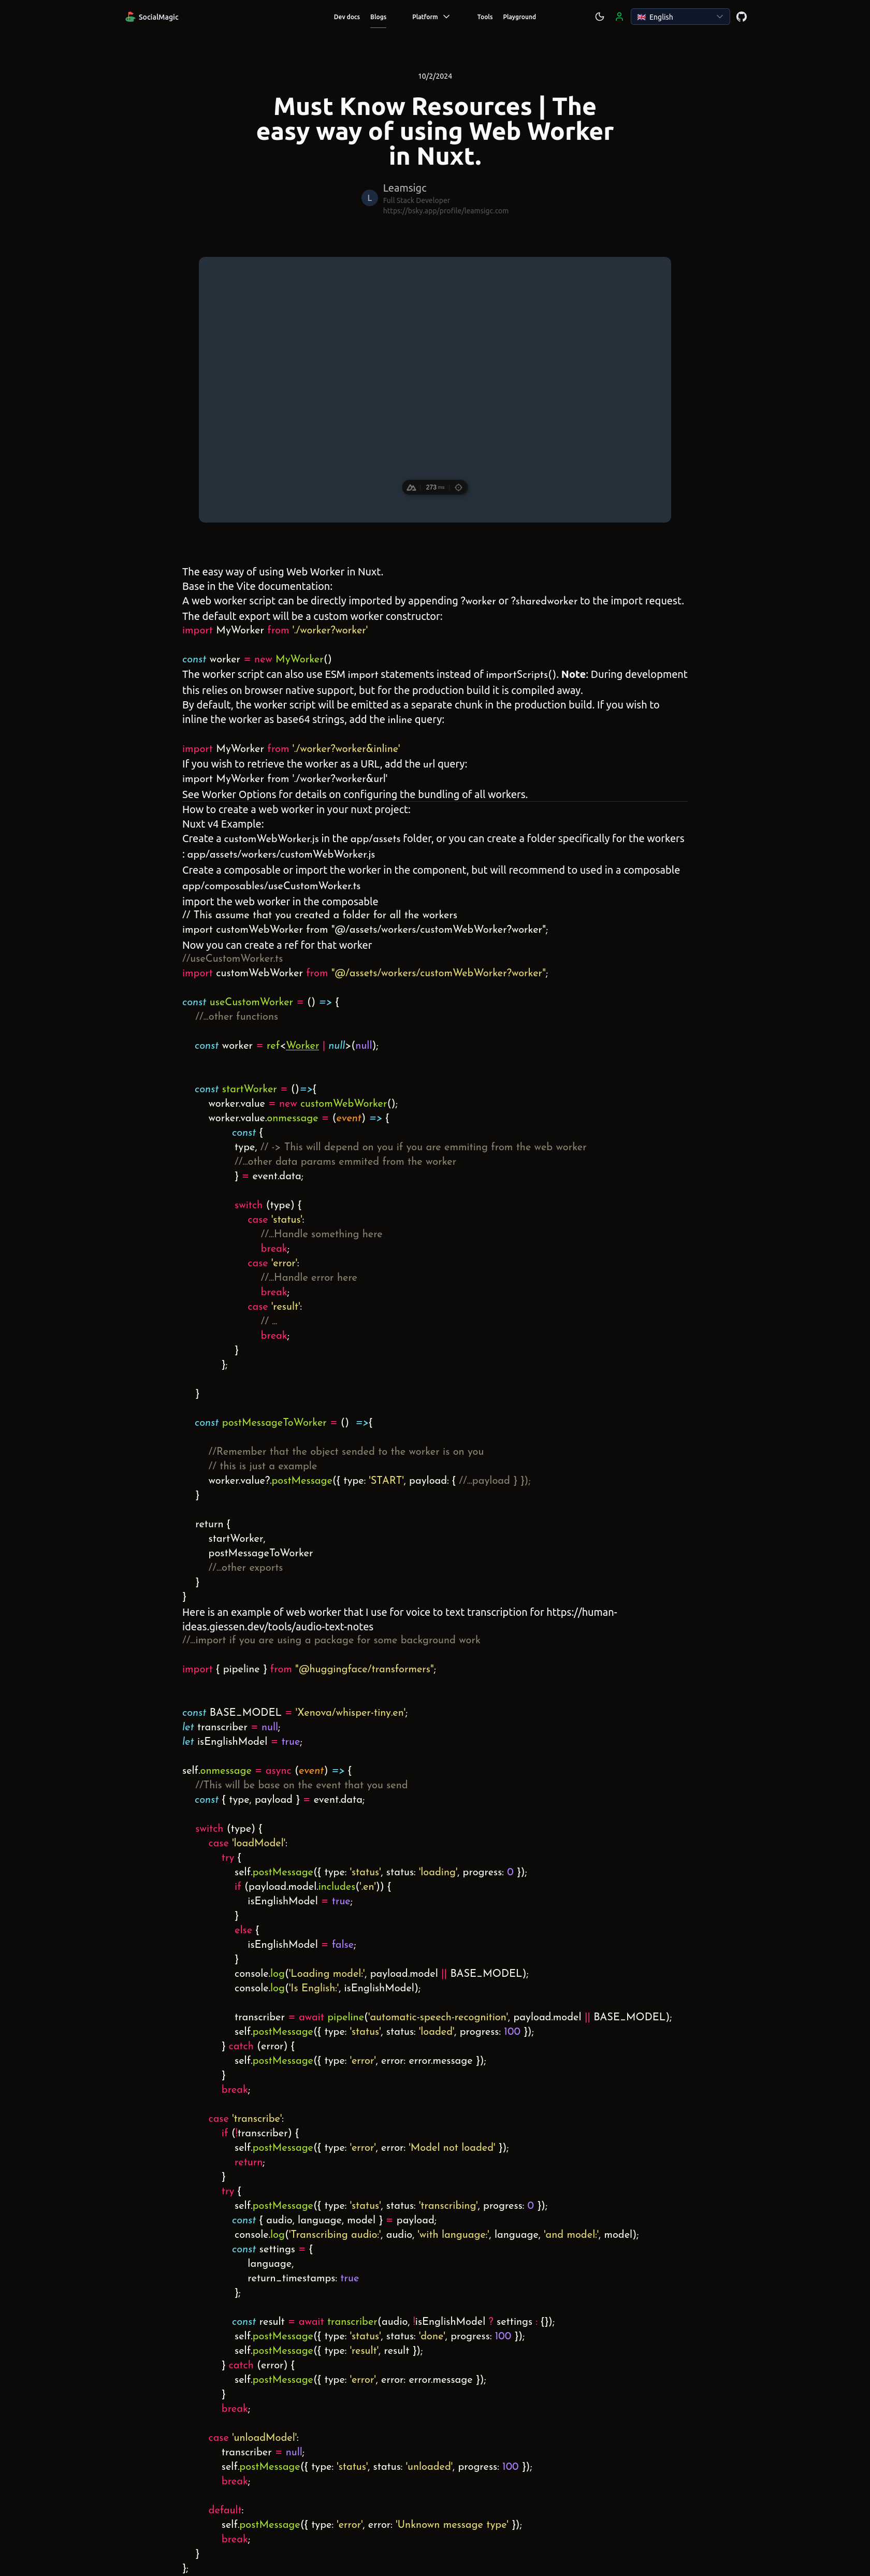 SocialMagic
Dev docs
Blogs
Platform
Tools
Playground
English
10/2/2024
Must Know Resources | The
easy way of using Web Worker
in Nuxt.
L
Leamsigc
Full Stack Developer
https://bsky.app/profile/leamsigc.com
273 ms
The easy way of using Web Worker in Nuxt.
Base in the Vite documentation:
A web worker script can be directly imported by appending ?worker or ?sharedworker to the import request.
The default export will be a custom worker constructor:
import MyWorker from './worker?worker'
const worker = new MyWorker()
The worker script can also use ESM import statements instead of importScripts(). Note: During development
this relies on browser native support, but for the production build it is compiled away.
By default, the worker script will be emitted as a separate chunk in the production build. If you wish to
inline the worker as base64 strings, add the inline query:
import MyWorker from './worker?worker&inline'
If you wish to retrieve the worker as a URL, add the url query:
import MyWorker from './worker?worker&url'
See Worker Options for details on configuring the bundling of all workers.
How to create a web worker in your nuxt project:
Nuxt v4 Example:
Create a customWebWorker.js in the app/assets folder, or you can create a folder specifically for the workers
: app/assets/workers/customWebWorker.js
Create a composable or import the worker in the component, but will recommend to used in a composable
app/composables/useCustomWorker.ts
import the web worker in the composable
// This assume that you created a folder for all the workers
import customWebWorker from "@/assets/workers/customWebWorker?worker";
Now you can create a ref for that worker
//useCustomWorker.ts
import customWebWorker from "@/assets/workers/customWebWorker?worker";
const useCustomWorker = () => {
//...other functions
const worker = ref<Worker | null>(null);
const startWorker = ()=>{
worker.value = new customWebWorker();
worker.value.onmessage = (event) => {
const {
type, // -> This will depend on you if you are emmiting from the web worker
//...other data params emmited from the worker
} = event.data;
switch (type) {
case 'status':
//...Handle something here
break;
case 'error':
//...Handle error here
break;
case 'result':
// ...
break;
}
};
}
const postMessageToWorker = () =>{
//Remember that the object sended to the worker is on you
// this is just a example
worker.value?.postMessage({ type: 'START', payload: { //...payload } });
}
return {
startWorker,
postMessageToWorker
//...other exports
}
}
Here is an example of web worker that I use for voice to text transcription for https://human-
ideas.giessen.dev/tools/audio-text-notes
//...import if you are using a package for some background work
import { pipeline } from "@huggingface/transformers";
const BASE_MODEL = 'Xenova/whisper-tiny.en';
let transcriber = null;
let isEnglishModel = true;
self.onmessage = async (event) => {
//This will be base on the event that you send
const { type, payload } = event.data;
switch (type) {
case 'loadModel':
try {
self.postMessage({ type: 'status', status: 'loading', progress: 0 });
if (payload.model.includes('.en')) {
isEnglishModel = true;
}
else {
isEnglishModel = false;
}
console.log('Loading model:', payload.model || BASE_MODEL);
console.log('Is English:', isEnglishModel);
transcriber = await pipeline('automatic-speech-recognition', payload.model || BASE_MODEL);
self.postMessage({ type: 'status', status: 'loaded', progress: 100 });
} catch (error) {
self.postMessage({ type: 'error', error: error.message });
}
break;
case 'transcribe':
if (!transcriber) {
self.postMessage({ type: 'error', error: 'Model not loaded' });
return;
}
try {
self.postMessage({ type: 'status', status: 'transcribing', progress: 0 });
const { audio, language, model } = payload;
console.log('Transcribing audio:', audio, 'with language:', language, 'and model:', model);
const settings = {
language,
return_timestamps: true
};
const result = await transcriber(audio, !isEnglishModel ? settings : {});
self.postMessage({ type: 'status', status: 'done', progress: 100 });
self.postMessage({ type: 'result', result });
} catch (error) {
self.postMessage({ type: 'error', error: error.message });
}
break;
case 'unloadModel':
transcriber = null;
self.postMessage({ type: 'status', status: 'unloaded', progress: 100 });
break;
default:
self.postMessage({ type: 'error', error: 'Unknown message type' });
break;
}
};